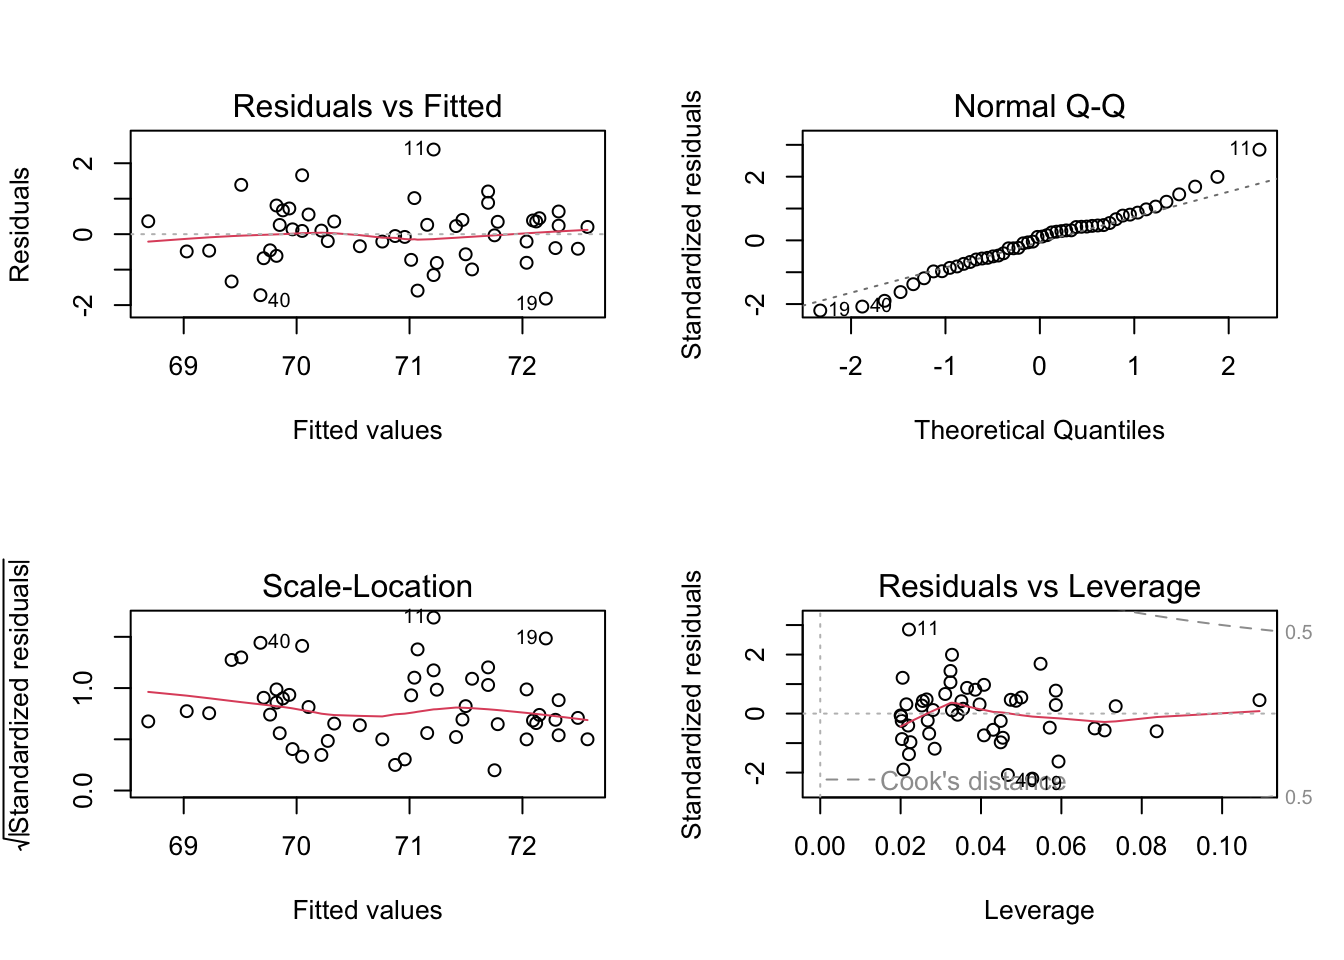 Residuals vs Fitted
Residuals
2
0
-2
11
40
19
69 70 71 72
Fitted values
Normal Q-Q
Standardized residuals
2
0
-2
11
19
40
-2 -1 0 1 2
Theoretical Quantiles
Scale-Location
√|Standardized residuals|
1.0
0.0
11
40
19
69 70 71 72
Fitted values
Residuals vs Leverage
Standardized residuals
2
0
-2
11
0.5
Cook's distance
40
19
0.5
0.00 0.02 0.04 0.06 0.08 0.10
Leverage